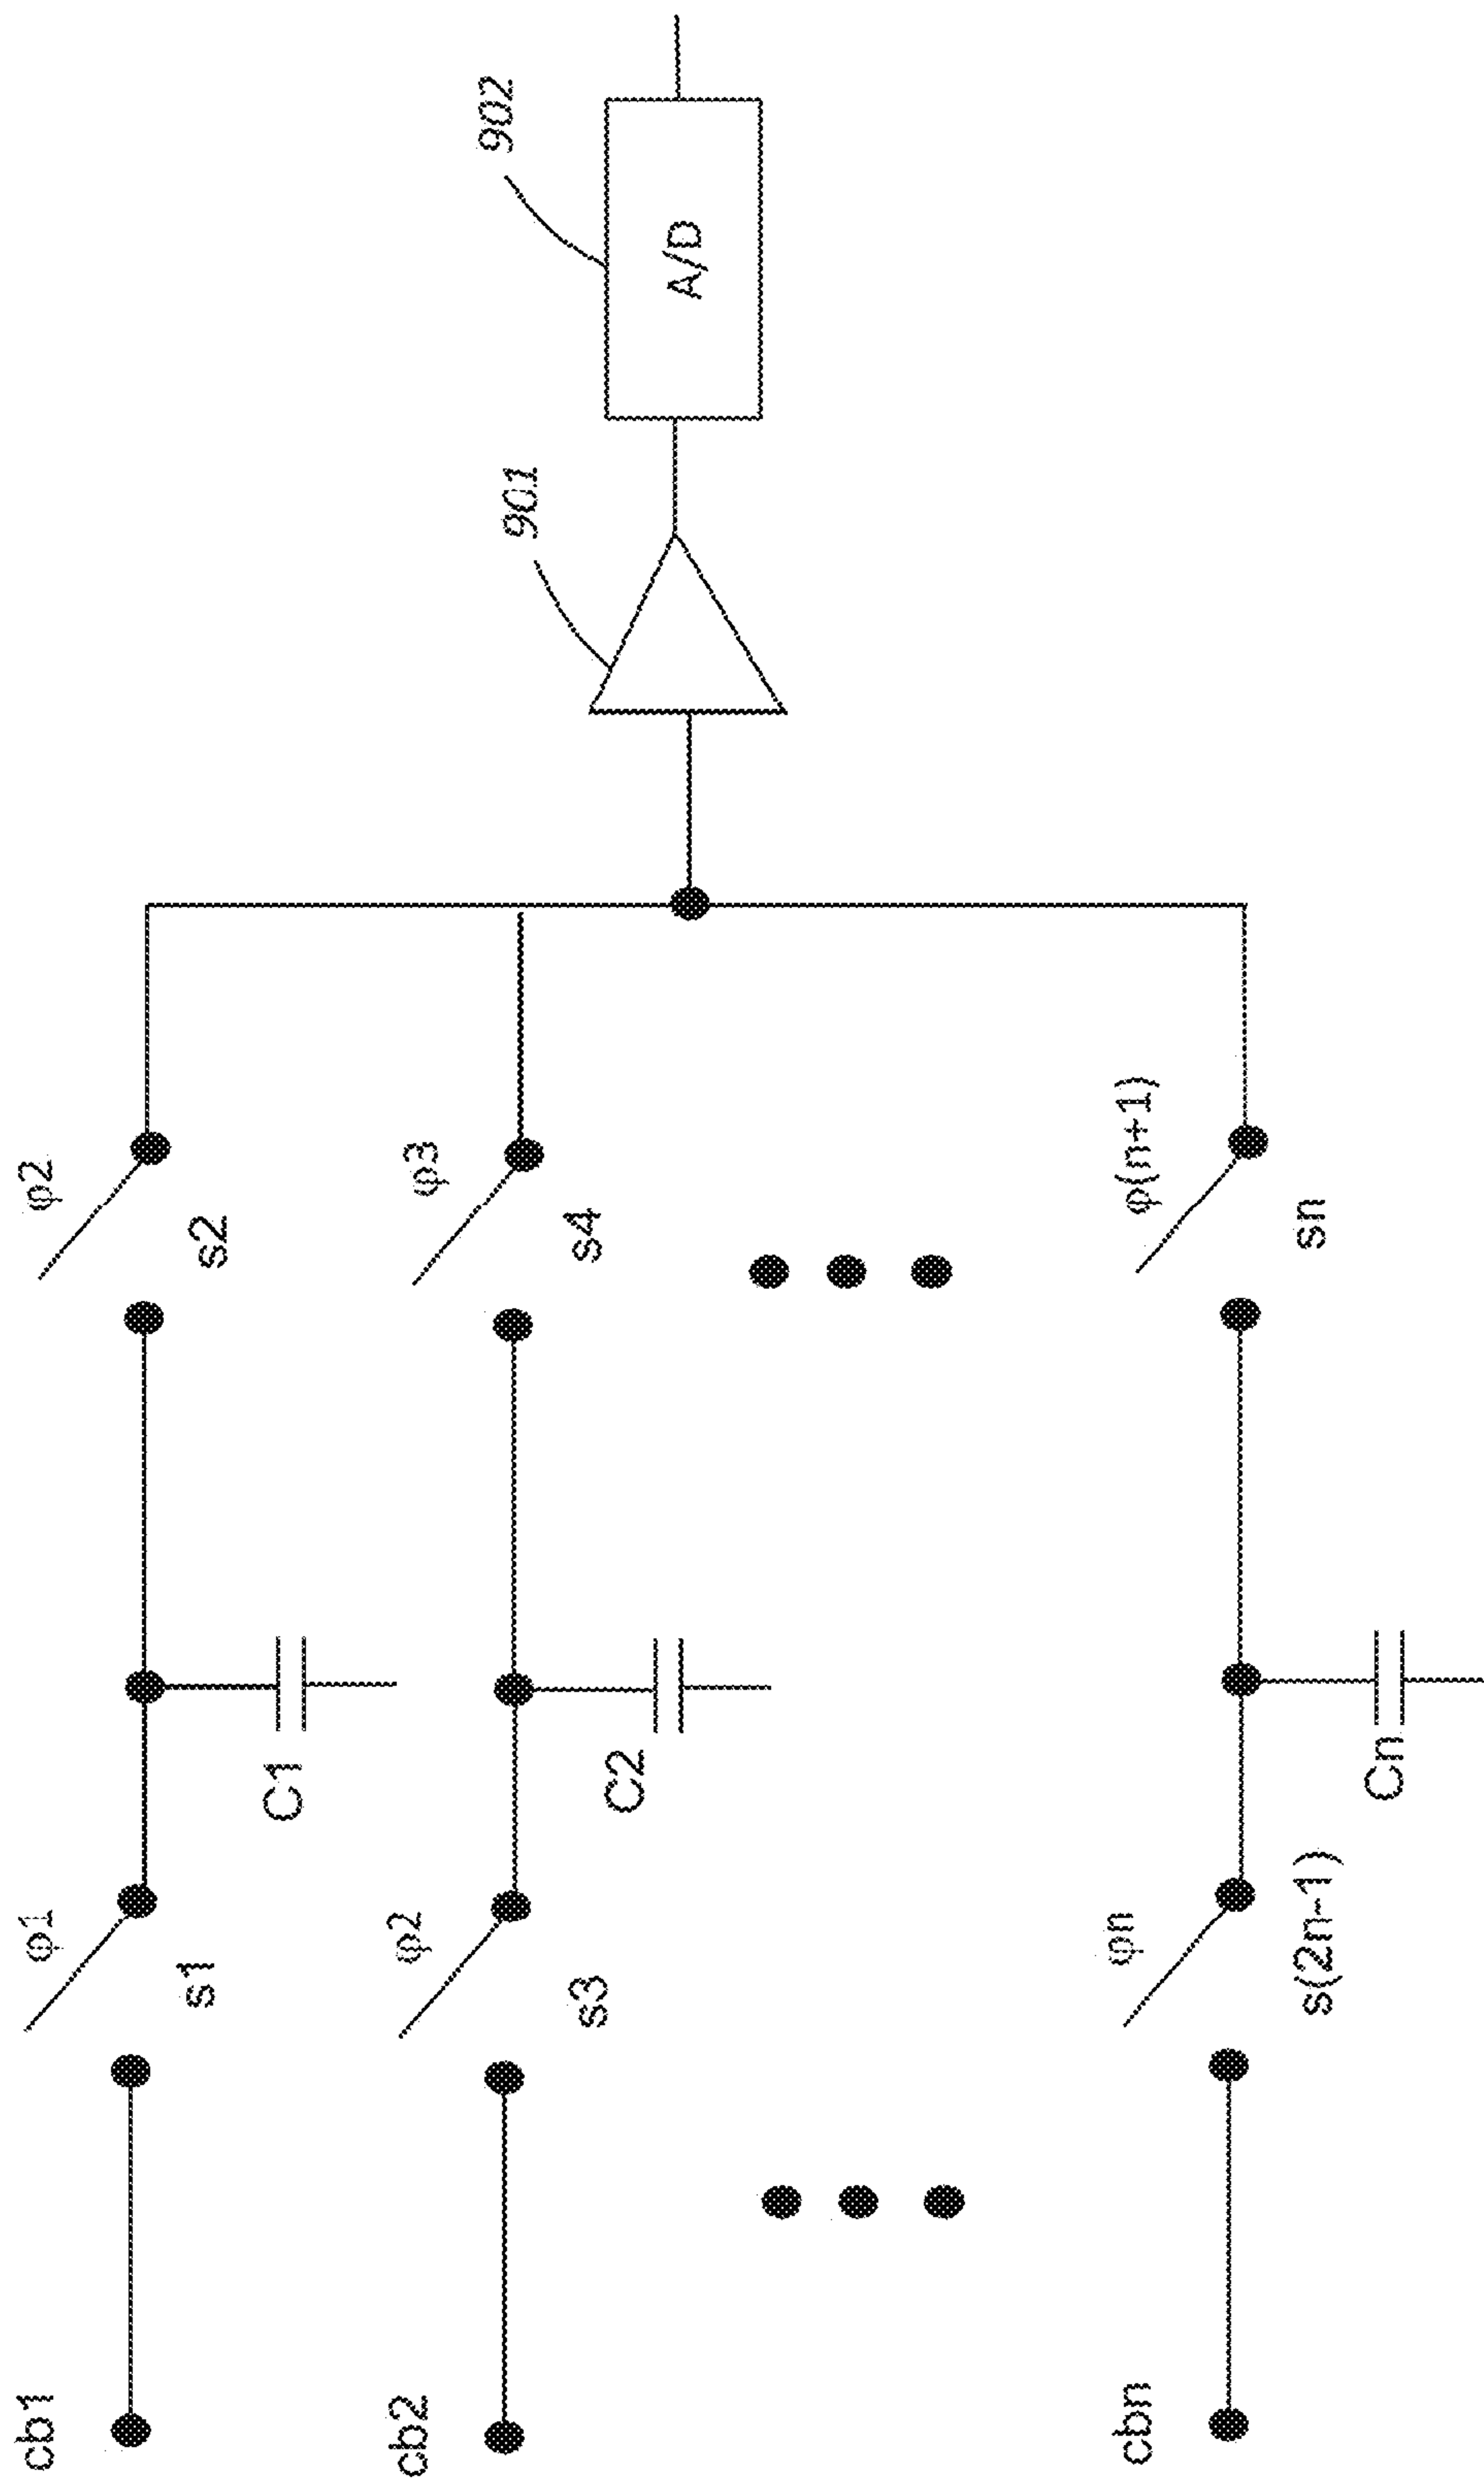 cb1
φ1
s1
C1
φ2
s2
cb2
φ2
s3
C2
φ3
s4
901
902
A/D
cbn
φn
s(2n-1)
Cn
φ(n+1)
sn